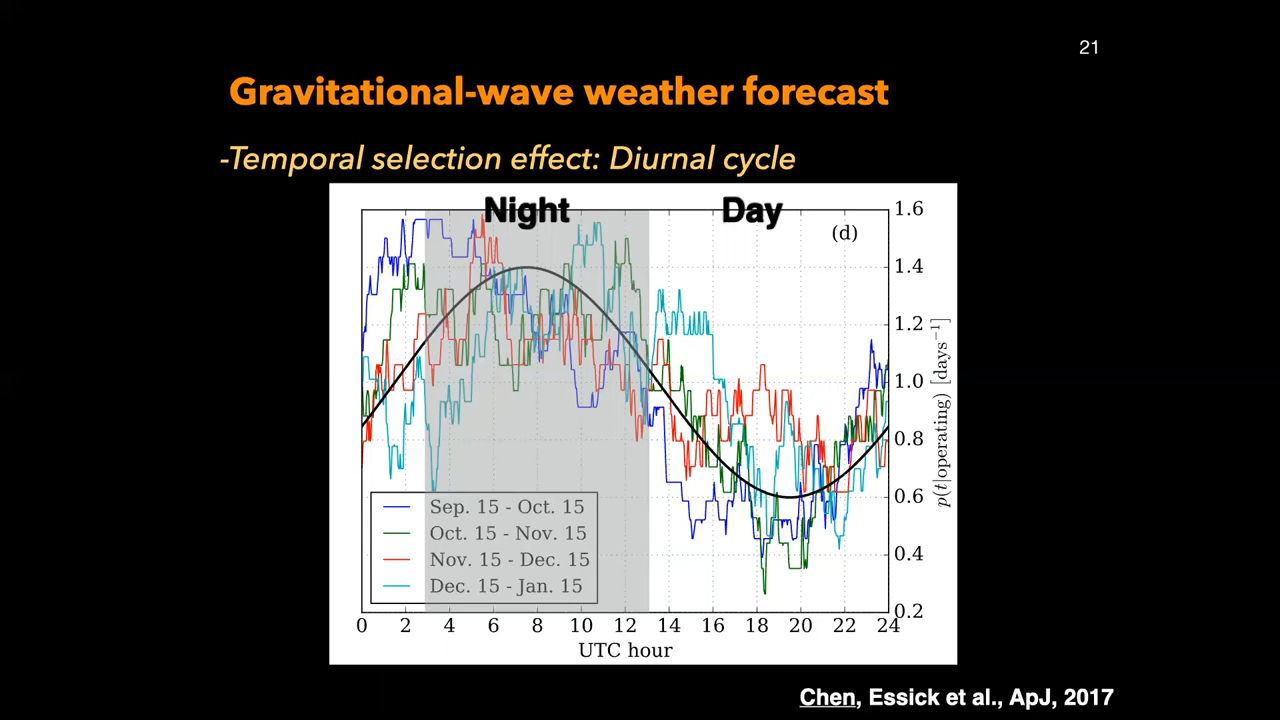 21
Gravitational-wave weather forecast
-Temporal selection effect: Diurnal cycle
Night
Day
(d)
1.6
1.4
1.2
1.0
0.8
0.6
0.4
0.2
p(t|operating) [days⁻¹]
Sep. 15 - Oct. 15
Oct. 15 - Nov. 15
Nov. 15 - Dec. 15
Dec. 15 - Jan. 15
0 2 4 6 8 10 12 14 16 18 20 22 24
UTC hour
Chen, Essick et al., ApJ, 2017